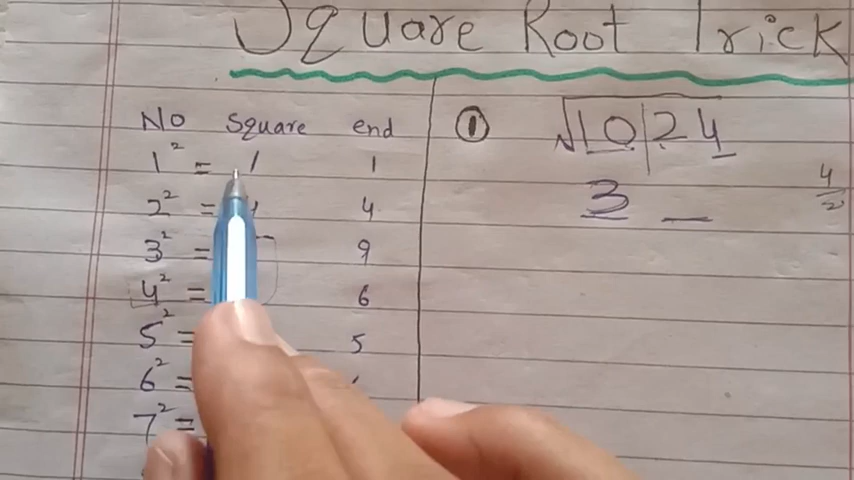 Square Root Trick
No Square end
1² = 1 1
2² = 4
3² = 9
4² = 6
5² = 5
6² =
7² =
① √10|24
3 _
4/2